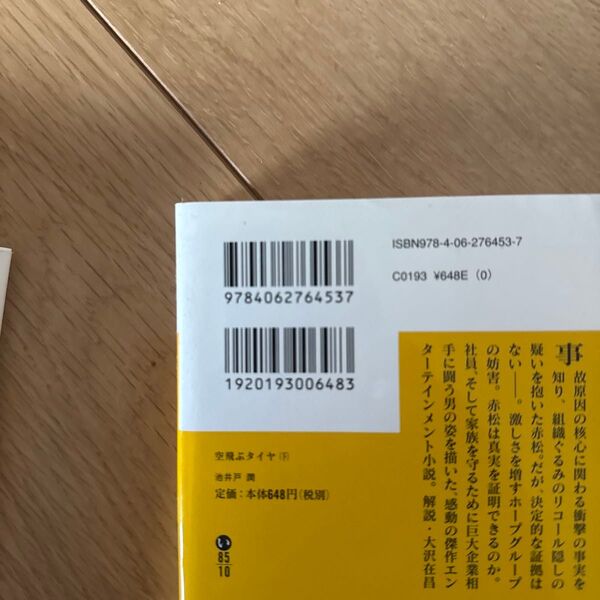 ISBN978-4-06-276453-7
C0193 ¥648E (0)
9784062764537
1920193006483
事故原因の核心に関わる衝撃の事実を
知り、組織ぐるみのリコール隠しの
疑いを抱いた赤松。だが、決定的な証拠は
ない——。激しさを増すホープグループ
の妨害。赤松は真実を証明できるのか。
社員、そして家族を守るために巨大企業相
手に闘う男の姿を描いた、感動の傑作エン
ターテインメント小説。解説・大沢在昌
空飛ぶタイヤ㊦
池井戸 潤
定価：本体648円（税別）
い
85
10